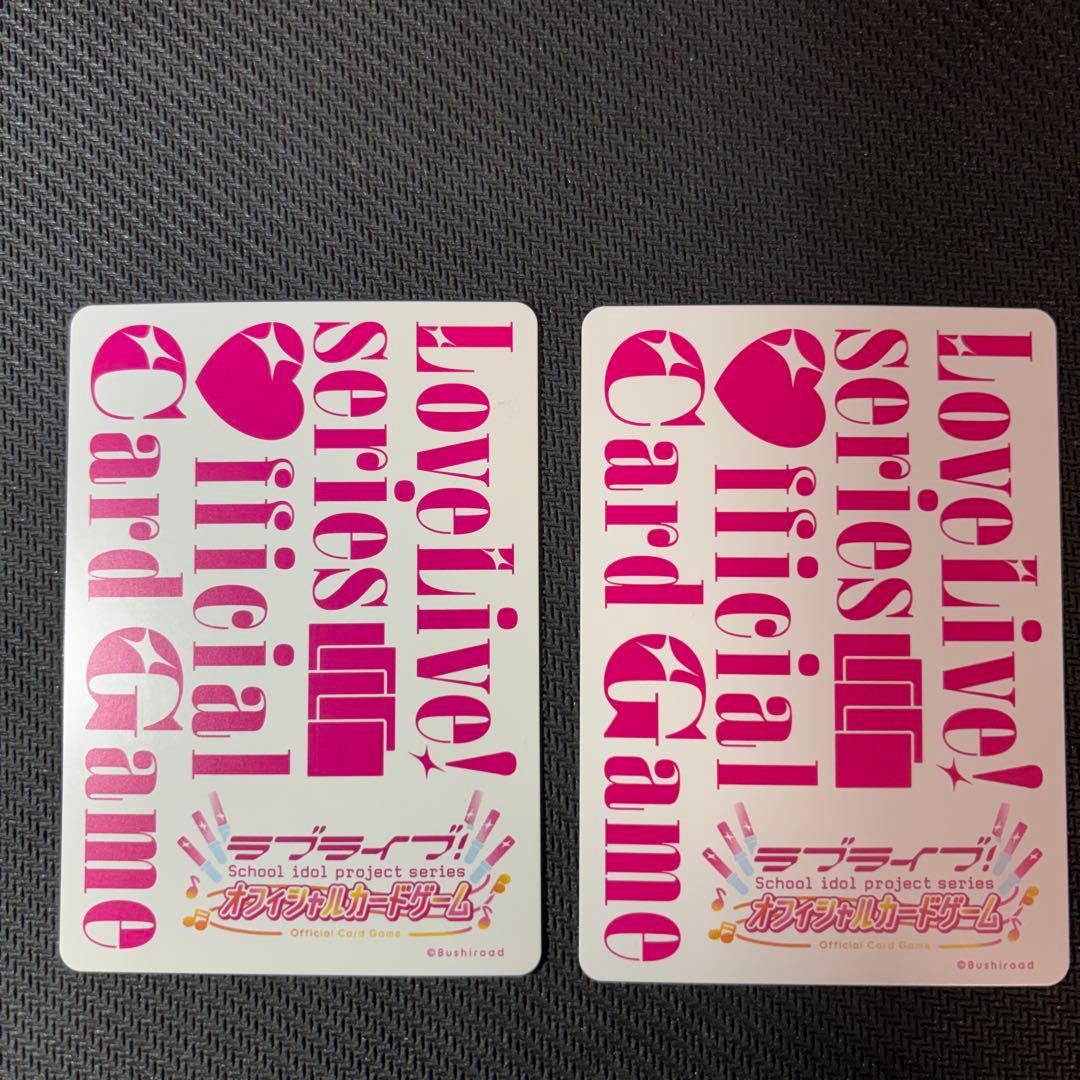 LoveLive!
series
fficial
Card Game
ラブライブ!
School idol project series
オフィシャルカードゲーム
Official Card Game
©Bushiroad
LoveLive!
series
fficial
Card Game
ラブライブ!
School idol project series
オフィシャルカードゲーム
Official Card Game
©Bushiroad